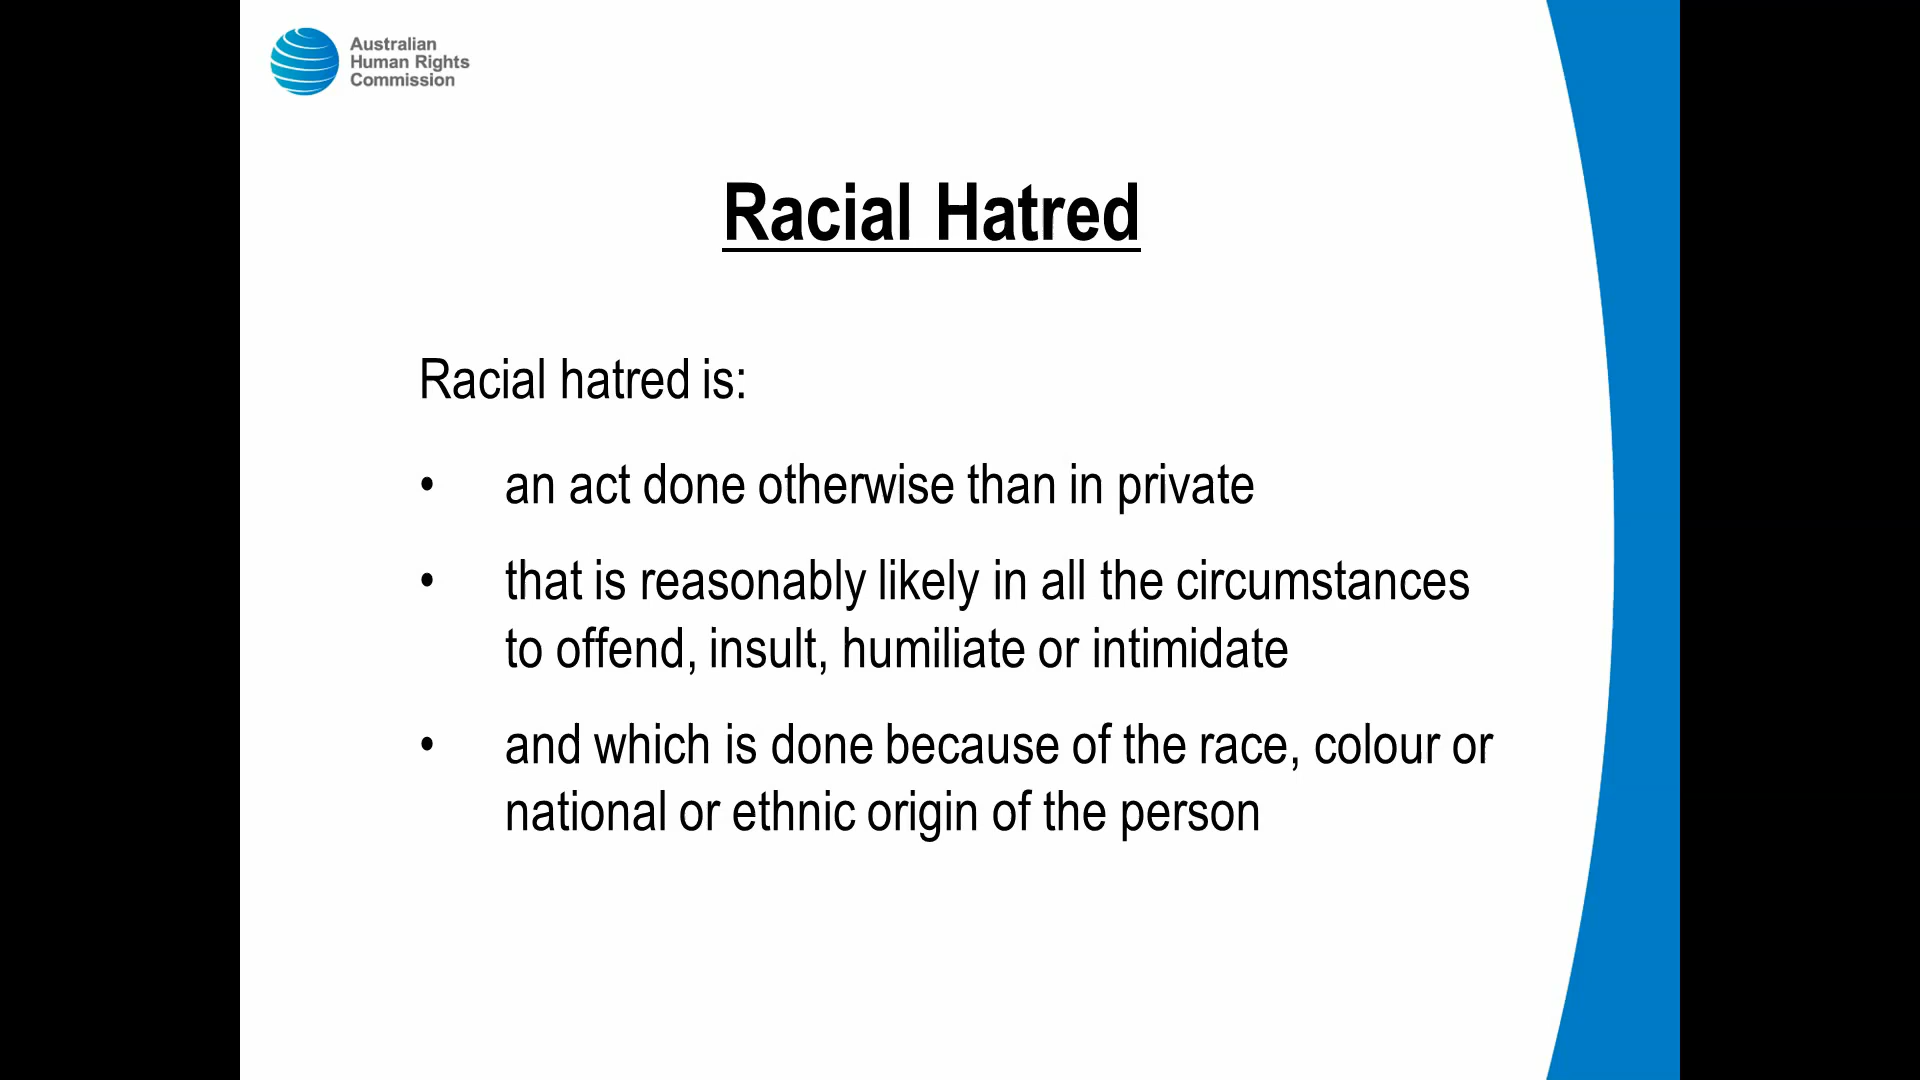 Australian
Human Rights
Commission
Racial Hatred
Racial hatred is:
• an act done otherwise than in private
• that is reasonably likely in all the circumstances
to offend, insult, humiliate or intimidate
• and which is done because of the race, colour or
national or ethnic origin of the person